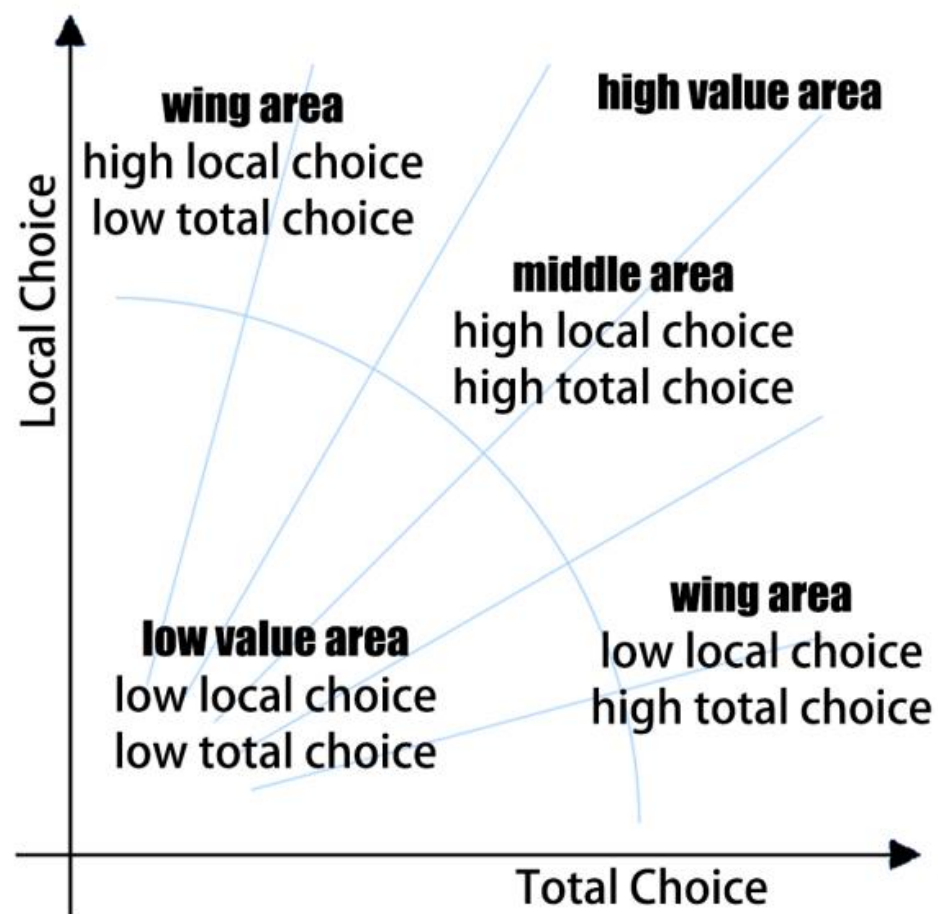 wing area
high local choice
low total choice
high value area
middle area
high local choice
high total choice
Local Choice
wing area
low local choice
high total choice
low value area
low local choice
low total choice
Total Choice